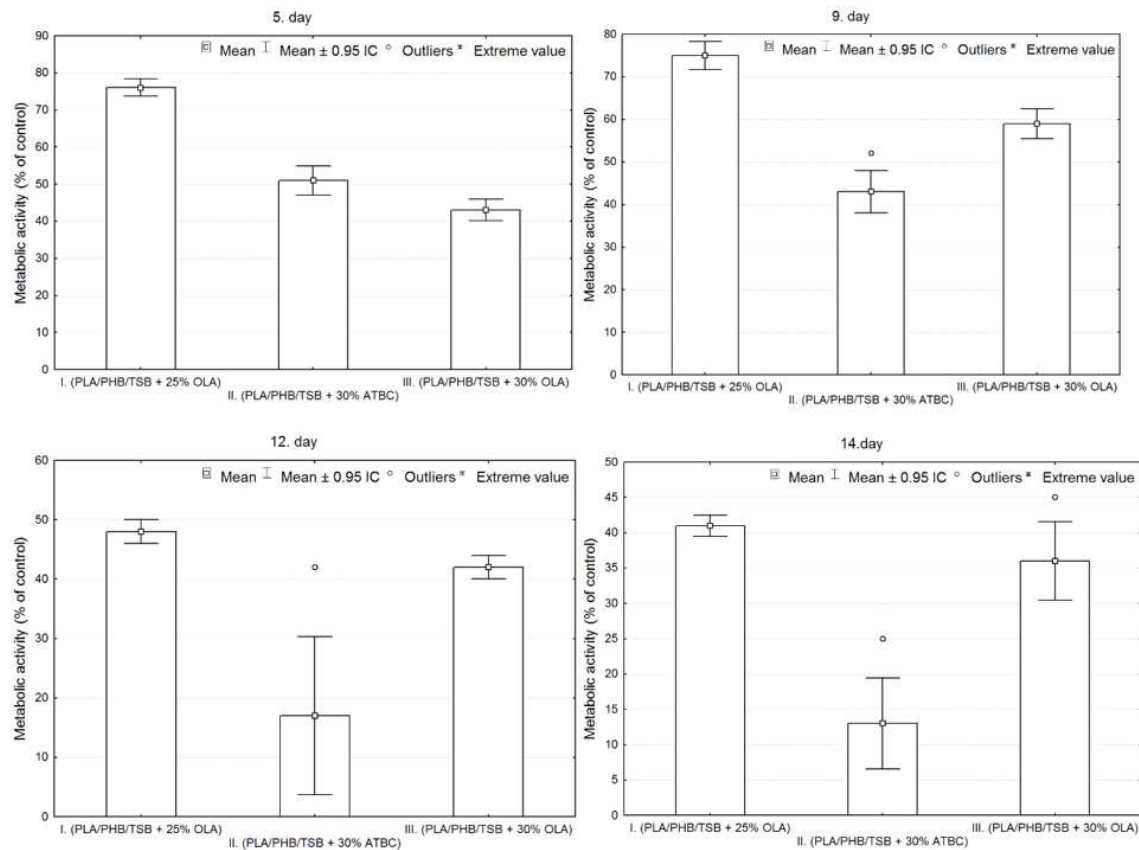 5. day
Mean Mean ± 0.95 IC Outliers * Extreme value
Metabolic activity (% of control)
90
80
70
60
50
40
30
20
10
0
I. (PLA/PHB/TSB + 25% OLA)
II. (PLA/PHB/TSB + 30% ATBC)
III. (PLA/PHB/TSB + 30% OLA)
9. day
Mean Mean ± 0.95 IC Outliers * Extreme value
Metabolic activity (% of control)
80
70
60
50
40
30
20
10
0
I. (PLA/PHB/TSB + 25% OLA)
II. (PLA/PHB/TSB + 30% ATBC)
III. (PLA/PHB/TSB + 30% OLA)
12. day
Mean Mean ± 0.95 IC Outliers * Extreme value
Metabolic activity (% of control)
60
50
40
30
20
10
0
I. (PLA/PHB/TSB + 25% OLA)
II. (PLA/PHB/TSB + 30% ATBC)
III. (PLA/PHB/TSB + 30% OLA)
14.day
Mean Mean ± 0.95 IC Outliers * Extreme value
Metabolic activity (% of control)
50
45
40
35
30
25
20
15
10
5
0
I. (PLA/PHB/TSB + 25% OLA)
II. (PLA/PHB/TSB + 30% ATBC)
III. (PLA/PHB/TSB + 30% OLA)